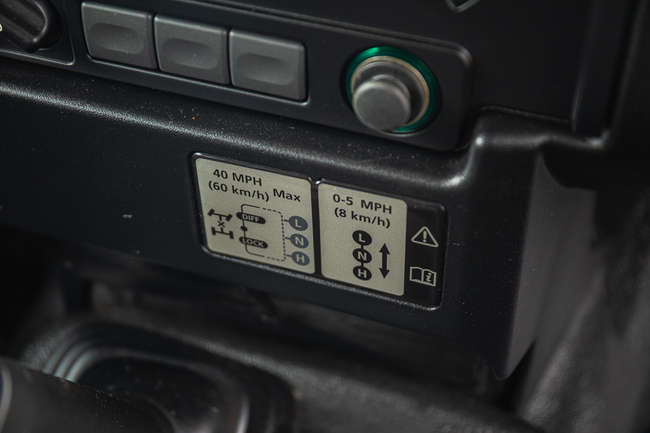 40 MPH
(60 km/h) Max
DIFF
LOCK
L
N
H
0-5 MPH
(8 km/h)
L
N
H